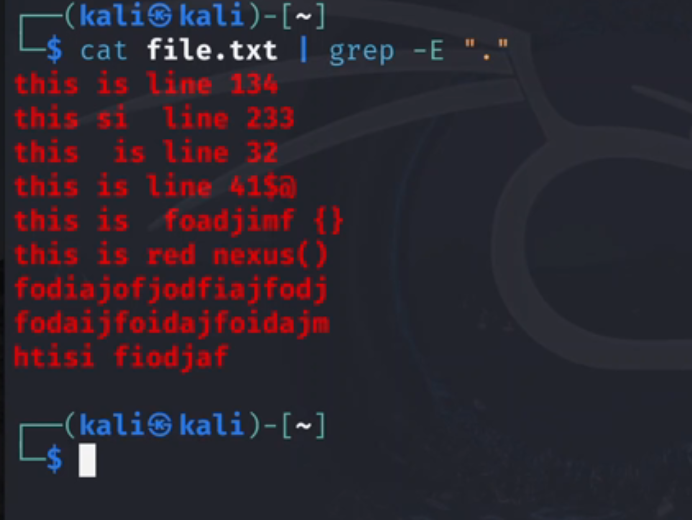 ┌──(kali㉿kali)-[~]
└─$ cat file.txt | grep -E "."
this is line 134
this si  line 233
this  is line 32
this is line 41$@
this is  foadjimf {}
this is red nexus()
fodiajofjodfiajfodj
fodaijfoidajfoidajm
htisi fiodjaf
┌──(kali㉿kali)-[~]
└─$